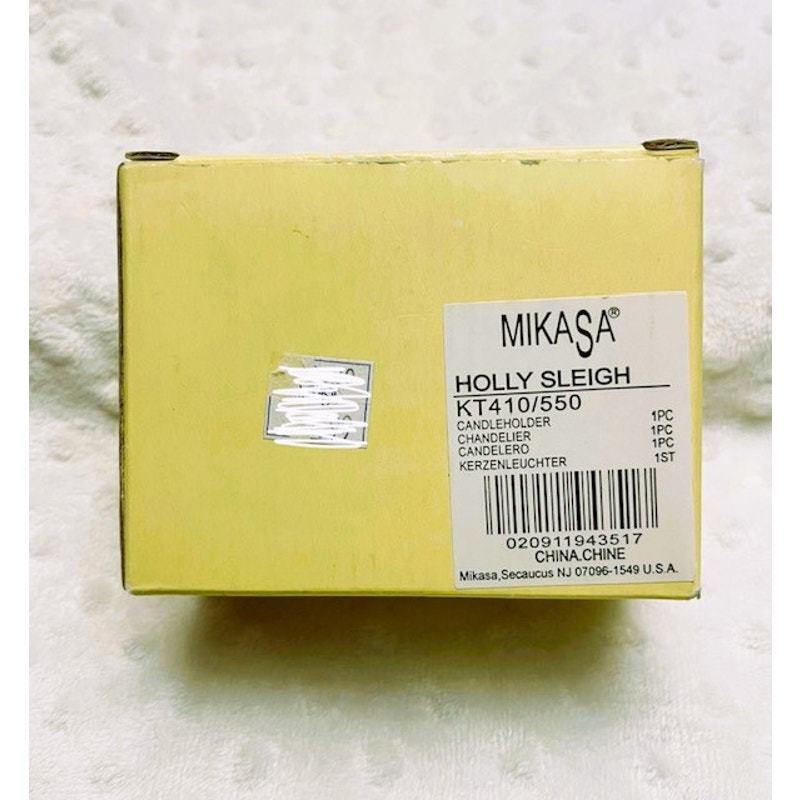 MIKASA®
HOLLY SLEIGH
KT410/550
CANDLEHOLDER 1PC
CHANDELIER 1PC
CANDELERO 1PC
KERZENLEUCHTER 1ST
020911943517
CHINA.CHINE
Mikasa,Secaucus NJ 07096-1549 U.S.A.